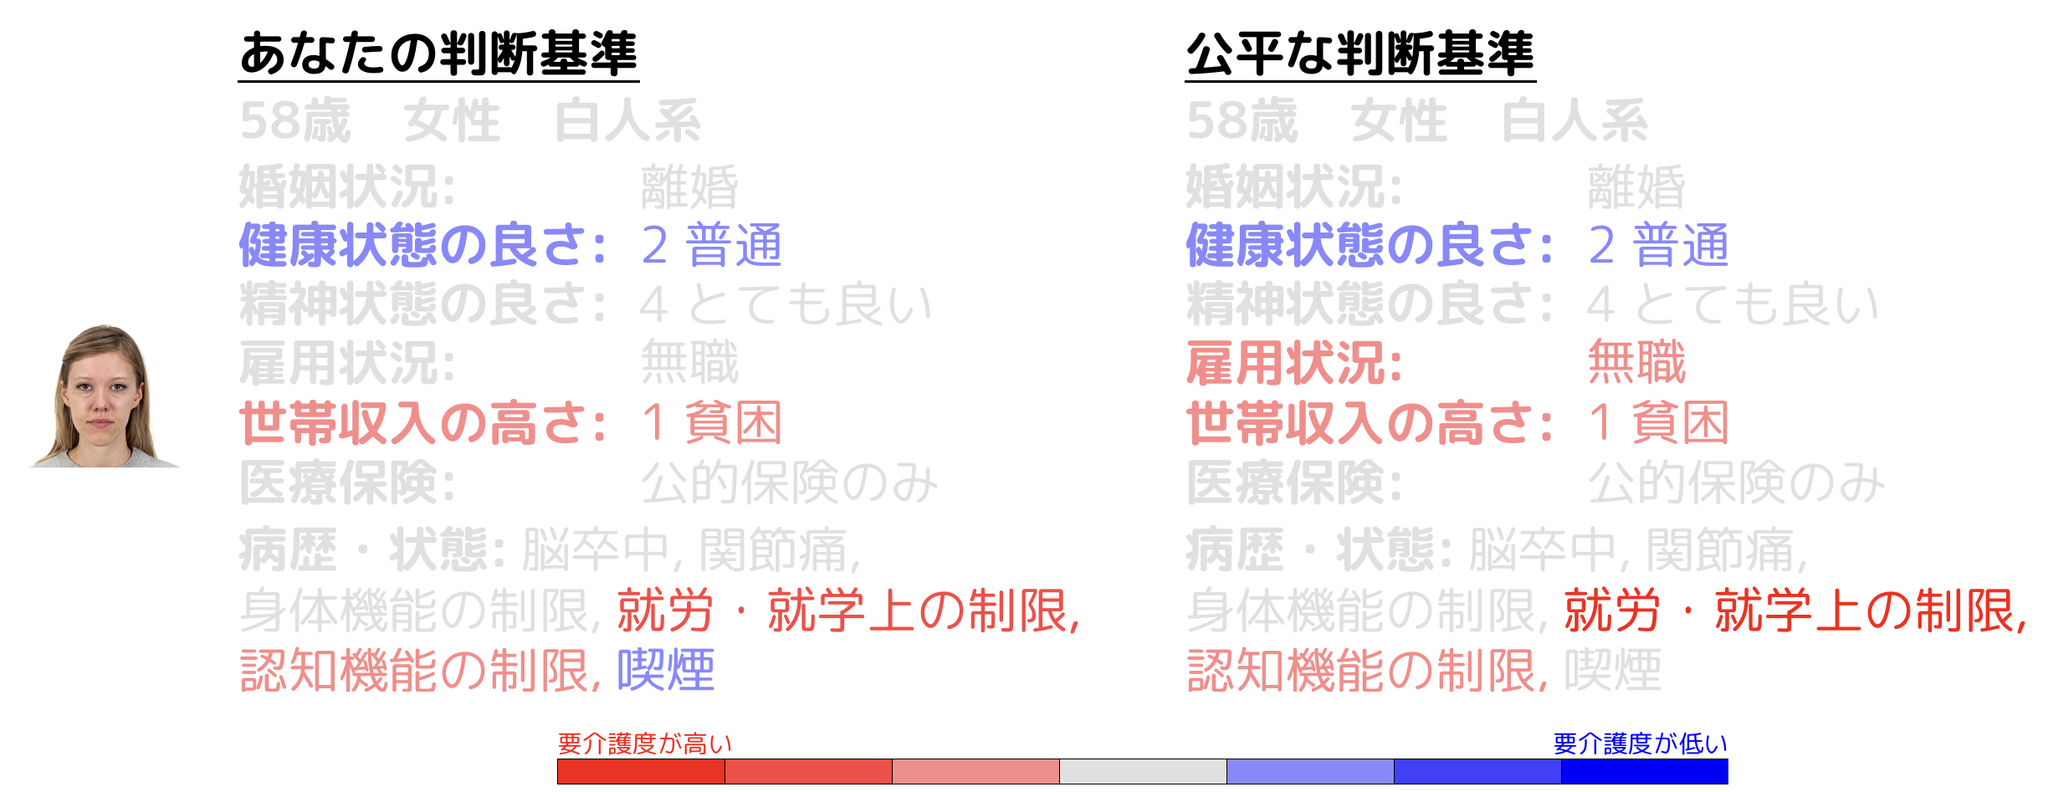 あなたの判断基準
58歳 女性 白人系
婚姻状況: 離婚
健康状態の良さ: 2 普通
精神状態の良さ: 4 とても良い
雇用状況: 無職
世帯収入の高さ: 1 貧困
医療保険: 公的保険のみ
病歴・状態: 脳卒中, 関節痛,
身体機能の制限, 就労・就学上の制限,
認知機能の制限, 喫煙
公平な判断基準
58歳 女性 白人系
婚姻状況: 離婚
健康状態の良さ: 2 普通
精神状態の良さ: 4 とても良い
雇用状況: 無職
世帯収入の高さ: 1 貧困
医療保険: 公的保険のみ
病歴・状態: 脳卒中, 関節痛,
身体機能の制限, 就労・就学上の制限,
認知機能の制限, 喫煙
要介護度が高い
要介護度が低い